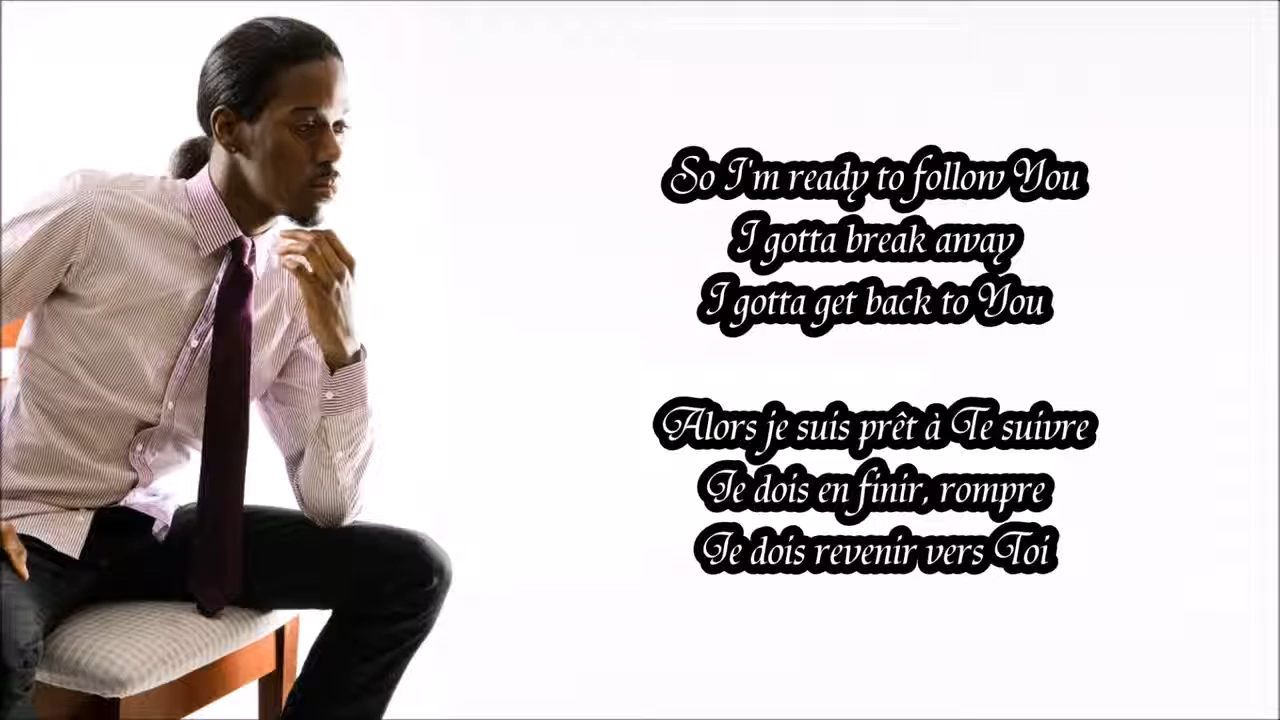 So I'm ready to follow You
I gotta break away
I gotta get back to You
Alors je suis prêt à Te suivre
Je dois en finir, rompre
Je dois revenir vers Toi